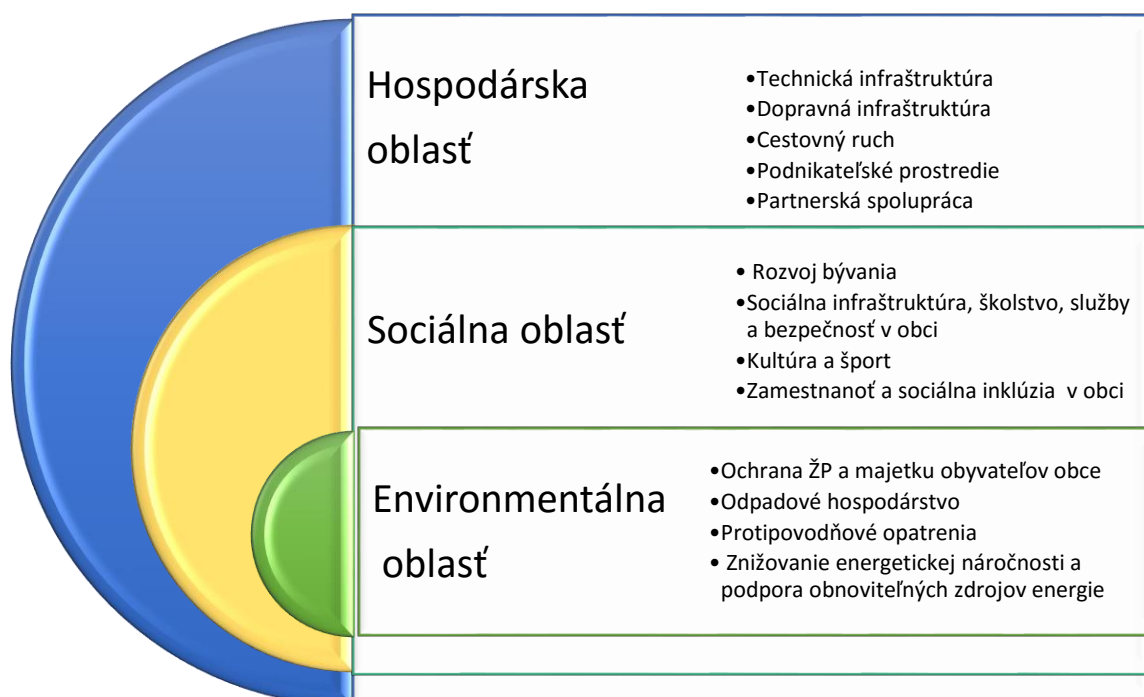 Hospodárska
oblasť
•Technická infraštruktúra
•Dopravná infraštruktúra
•Cestovný ruch
•Podnikateľské prostredie
•Partnerská spolupráca
Sociálna oblasť
• Rozvoj bývania
•Sociálna infraštruktúra, školstvo, služby
a bezpečnosť v obci
•Kultúra a šport
•Zamestnanoť a sociálna inklúzia v obci
Environmentálna
oblasť
•Ochrana ŽP a majetku obyvateľov obce
•Odpadové hospodárstvo
•Protipovodňové opatrenia
• Znižovanie energetickej náročnosti a
podpora obnoviteľných zdrojov energie